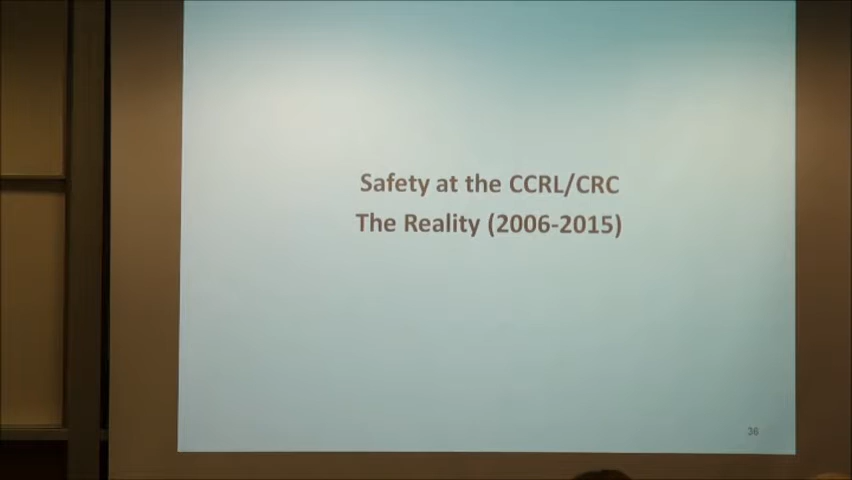 Safety at the CCRL/CRC
The Reality (2006-2015)
36